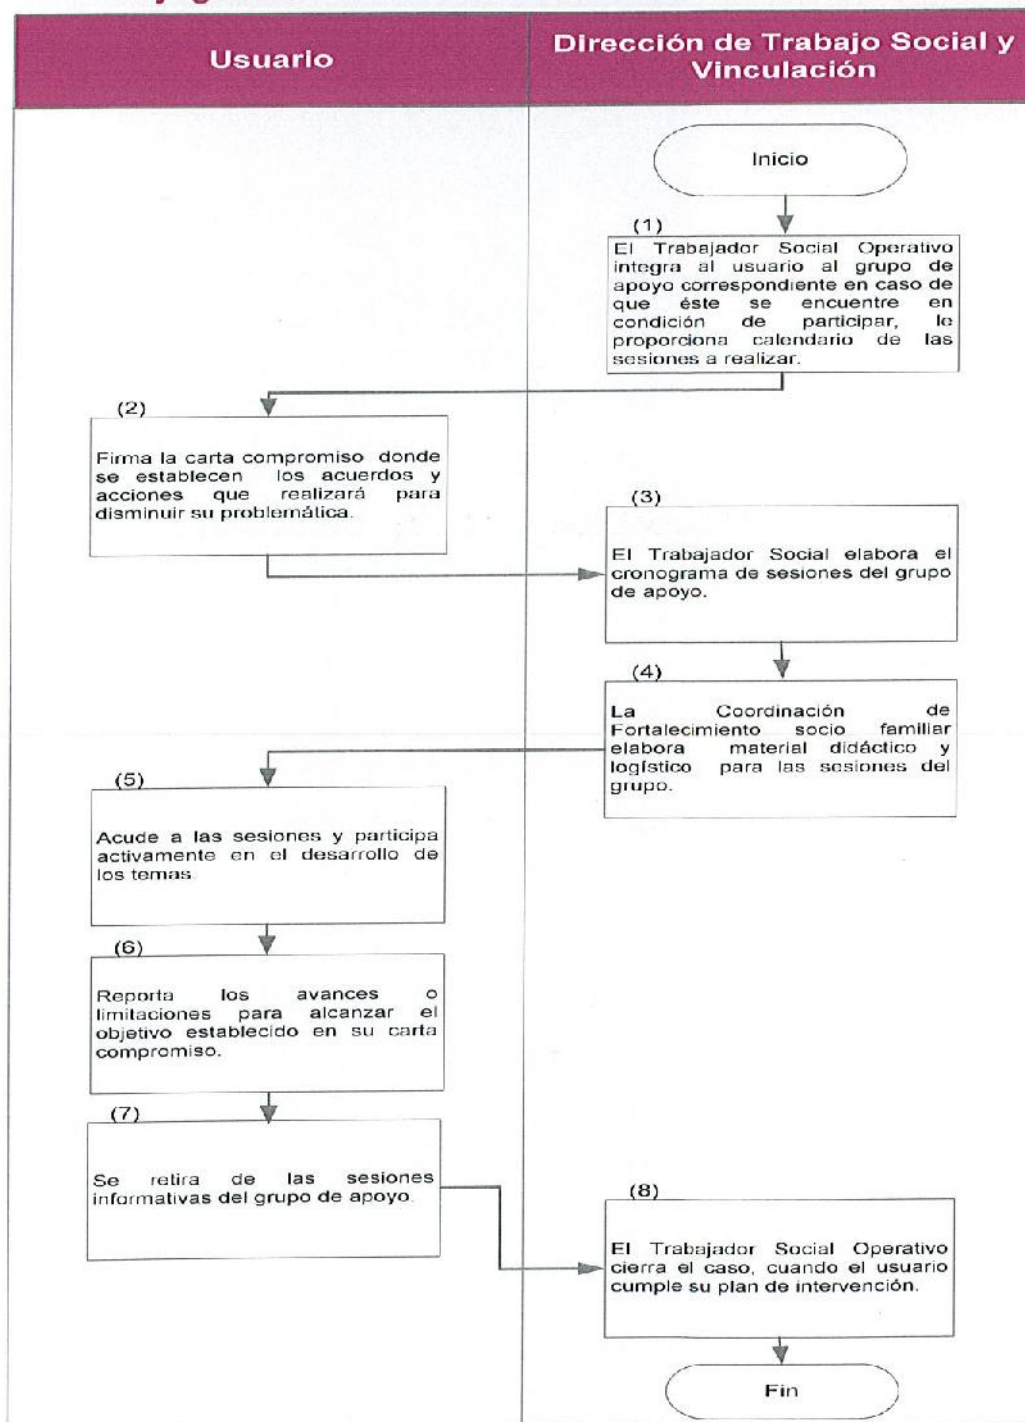 Usuario
Dirección de Trabajo Social y
Vinculación
Inicio
(1)
El Trabajador Social Operativo
integra al usuario al grupo de
apoyo correspondiente en caso de
que éste se encuentre en
condición de participar, le
proporciona calendario de las
sesiones a realizar.
(2)
Firma la carta compromiso donde
se establecen los acuerdos y
acciones que realizará para
disminuir su problemática.
(3)
El Trabajador Social elabora el
cronograma de sesiones del grupo
de apoyo.
(4)
La Coordinación de
Fortalecimiento socio familiar
elabora material didáctico y
logístico para las sesiones del
grupo.
(5)
Acude a las sesiones y participa
activamente en el desarrollo de
los temas.
(6)
Reporta los avances o
limitaciones para alcanzar el
objetivo establecido en su carta
compromiso.
(7)
Se retira de las sesiones
informativas del grupo de apoyo.
(8)
El Trabajador Social Operativo
cierra el caso, cuando el usuario
cumple su plan de intervención.
Fin